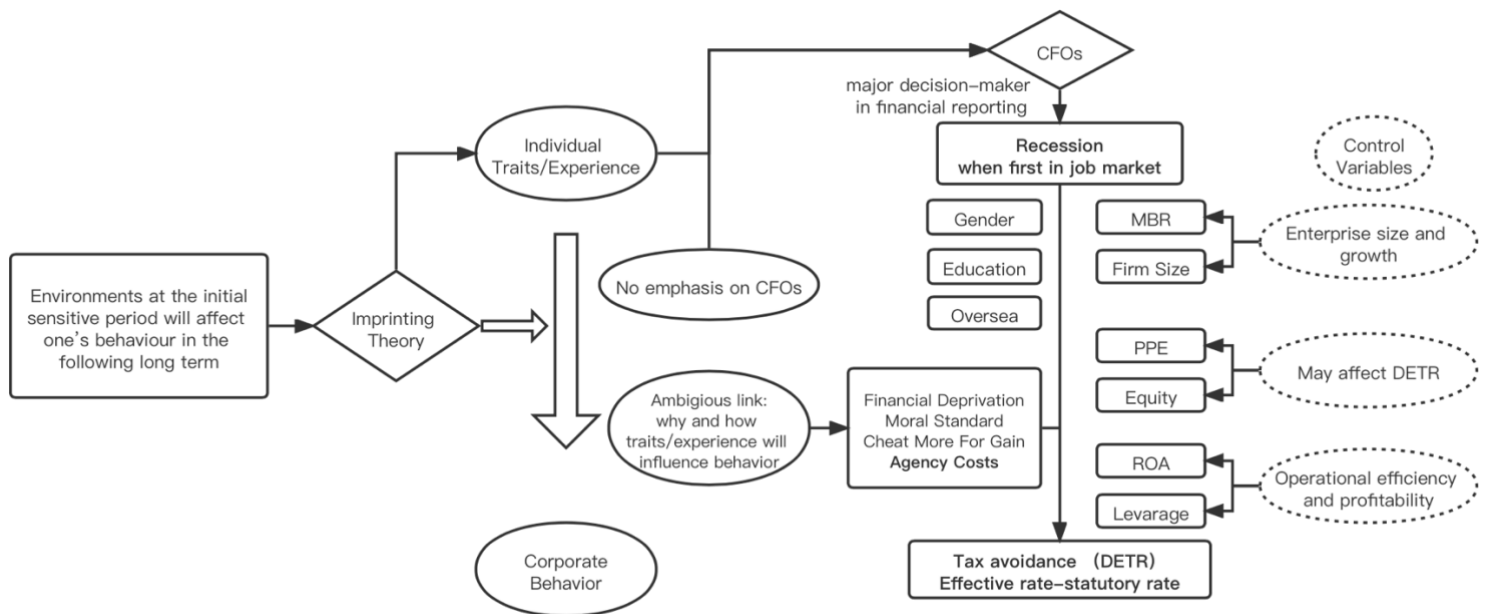 Environments at the initial
sensitive period will affect
one's behaviour in the
following long term
Imprinting
Theory
Individual
Traits/Experience
No emphasis on CFOs
Ambigious link:
why and how
traits/experience will
influence behavior
Corporate
Behavior
CFOs
major decision-maker
in financial reporting
Recession
when first in job market
Gender
Education
Oversea
Financial Deprivation
Moral Standard
Cheat More For Gain
Agency Costs
MBR
Firm Size
PPE
Equity
ROA
Levarage
Tax avoidance （DETR）
Effective rate-statutory rate
Control
Variables
Enterprise size and
growth
May affect DETR
Operational efficiency
and profitability